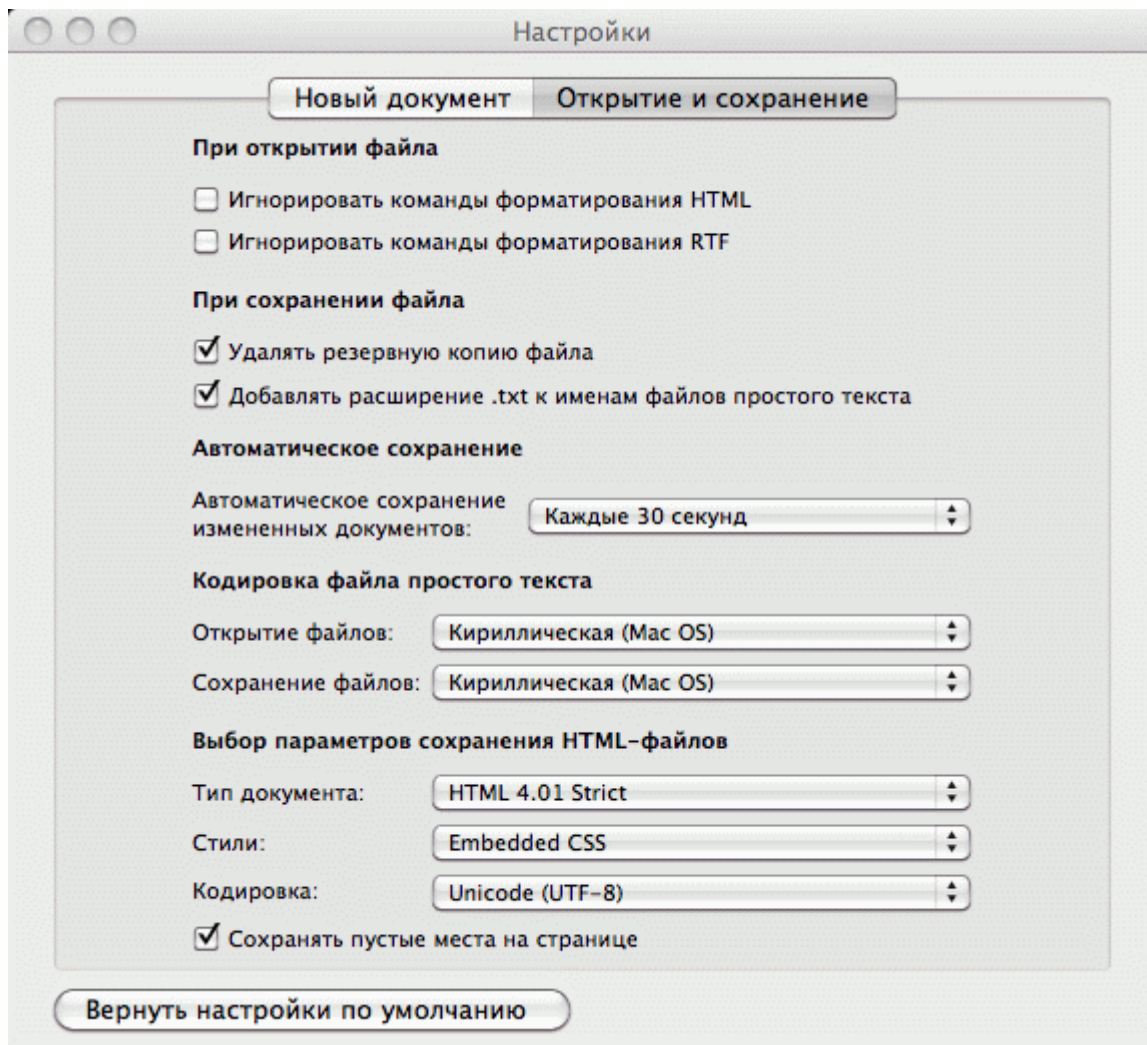 Настройки
Новый документ Открытие и сохранение
При открытии файла
Игнорировать команды форматирования HTML
Игнорировать команды форматирования RTF
При сохранении файла
Удалять резервную копию файла
Добавлять расширение .txt к именам файлов простого текста
Автоматическое сохранение
Автоматическое сохранение
измененных документов: Каждые 30 секунд
Кодировка файла простого текста
Открытие файлов: Кириллическая (Mac OS)
Сохранение файлов: Кириллическая (Mac OS)
Выбор параметров сохранения HTML-файлов
Тип документа: HTML 4.01 Strict
Стили: Embedded CSS
Кодировка: Unicode (UTF-8)
Сохранять пустые места на странице
Вернуть настройки по умолчанию